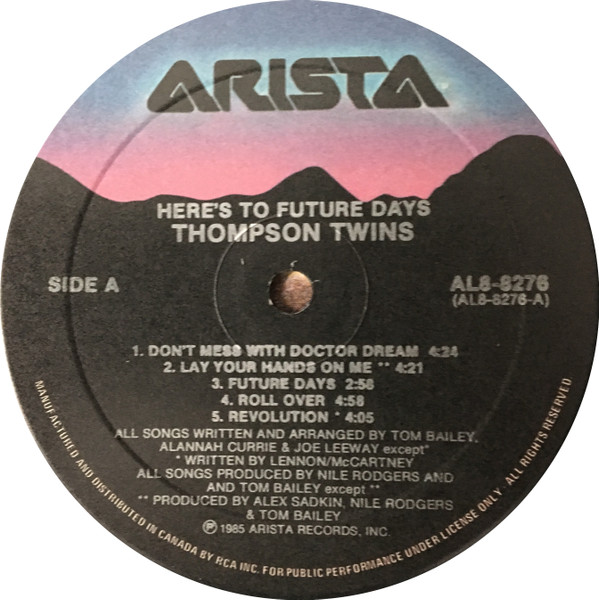 ARISTA
HERE'S TO FUTURE DAYS
THOMPSON TWINS
SIDE A
AL8-8276
(AL8-8276-A)
1. DON'T MESS WITH DOCTOR DREAM 4:24
2. LAY YOUR HANDS ON ME ** 4:21
3. FUTURE DAYS 2:58
4. ROLL OVER 4:58
5. REVOLUTION * 4:05
ALL SONGS WRITTEN AND ARRANGED BY TOM BAILEY,
ALANNAH CURRIE & JOE LEEWAY except*
* WRITTEN BY LENNON/McCARTNEY
ALL SONGS PRODUCED BY NILE RODGERS AND
AND TOM BAILEY except **
** PRODUCED BY ALEX SADKIN, NILE RODGERS
& TOM BAILEY
℗ 1985 ARISTA RECORDS, INC.
MANUFACTURED AND DISTRIBUTED IN CANADA BY RCA INC. FOR PUBLIC PERFORMANCE UNDER LICENSE ONLY. ALL RIGHTS RESERVED